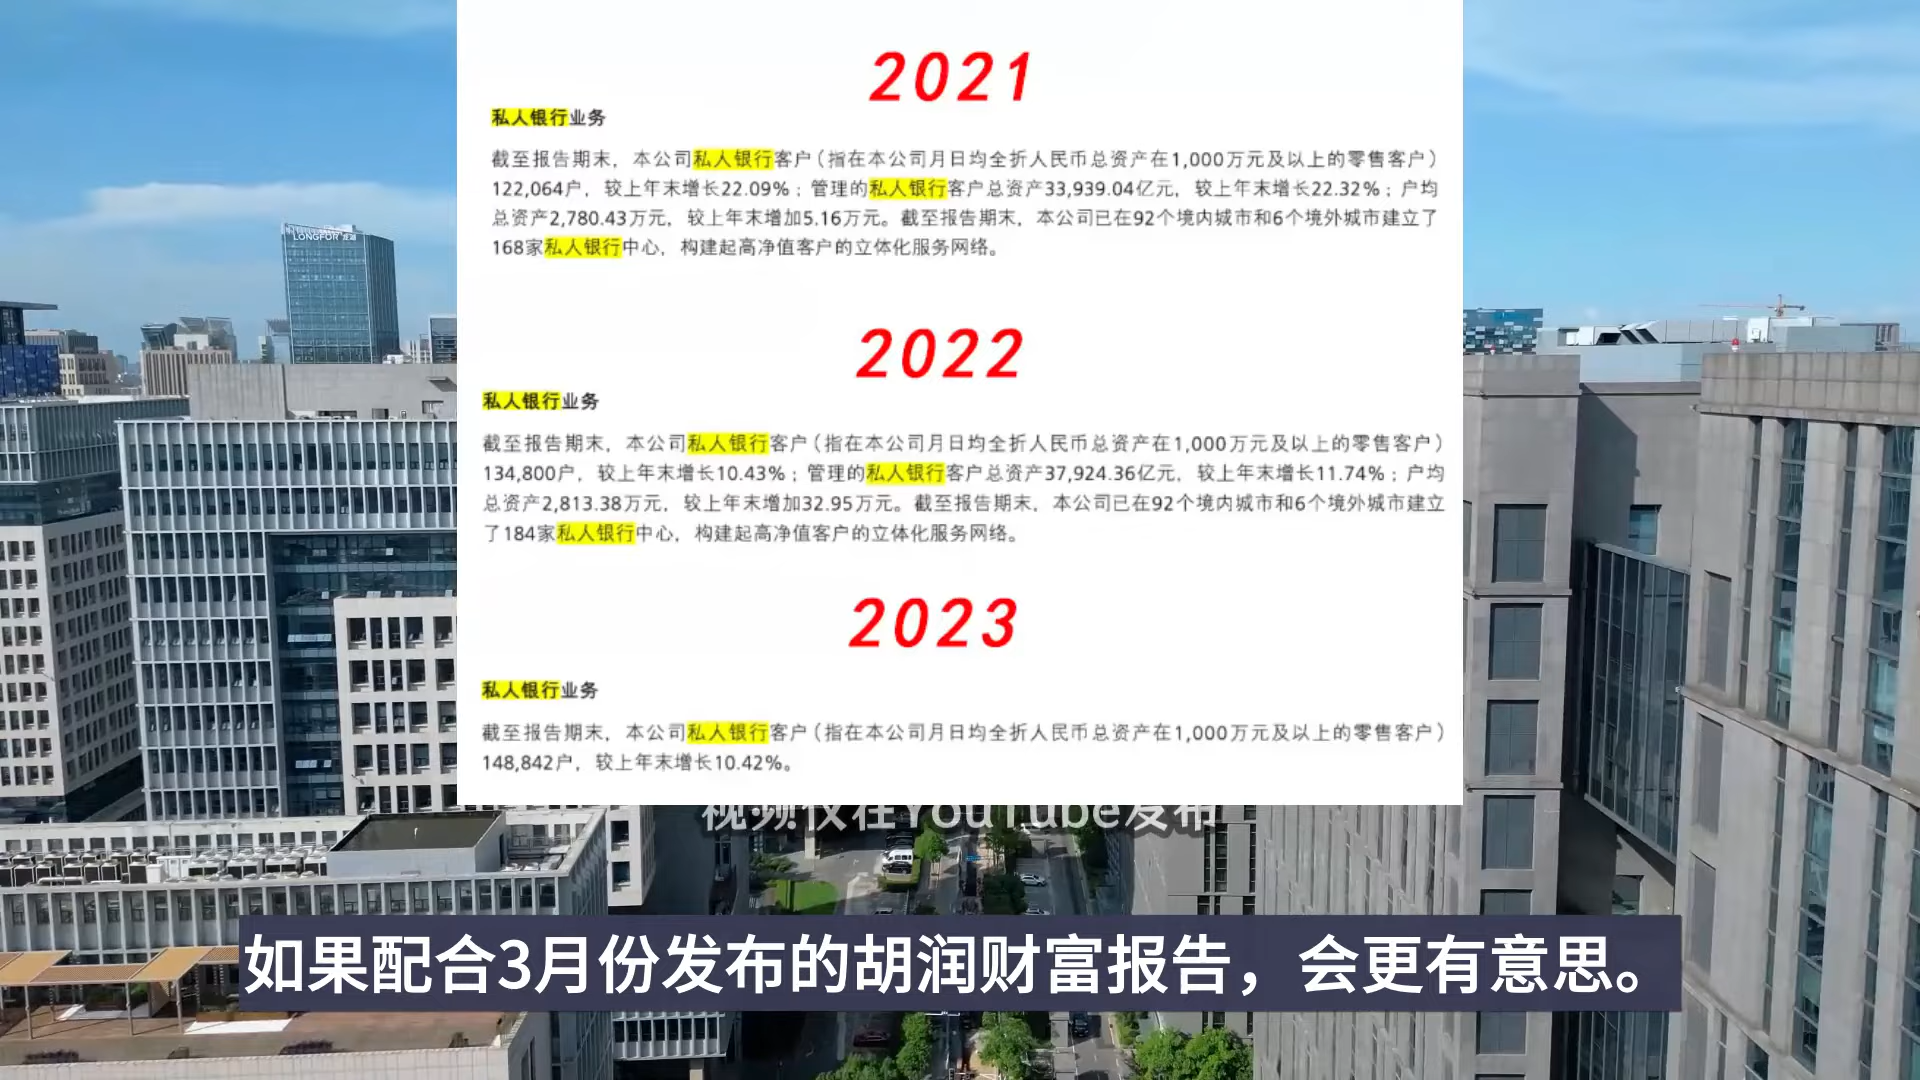 2021
私人银行业务
截至报告期末，本公司私人银行客户（指在本公司月日均全折人民币总资产在1,000万元及以上的零售客户）
122,064户，较上年末增长22.09%；管理的私人银行客户总资产33,939.04亿元，较上年末增长22.32%；户均
总资产2,780.43万元，较上年末增加5.16万元。截至报告期末，本公司已在92个境内城市和6个境外城市建立了
168家私人银行中心，构建起高净值客户的立体化服务网络。
LONGFOR 龙湖
2022
私人银行业务
截至报告期末，本公司私人银行客户（指在本公司月日均全折人民币总资产在1,000万元及以上的零售客户）
134,800户，较上年末增长10.43%；管理的私人银行客户总资产37,924.36亿元，较上年末增长11.74%；户均
总资产2,813.38万元，较上年末增加32.95万元。截至报告期末，本公司已在92个境内城市和6个境外城市建立
了184家私人银行中心，构建起高净值客户的立体化服务网络。
2023
私人银行业务
截至报告期末，本公司私人银行客户（指在本公司月日均全折人民币总资产在1,000万元及以上的零售客户）
148,842户，较上年末增长10.42%。
视频仅在YouTube发布
如果配合3月份发布的胡润财富报告，会更有意思。